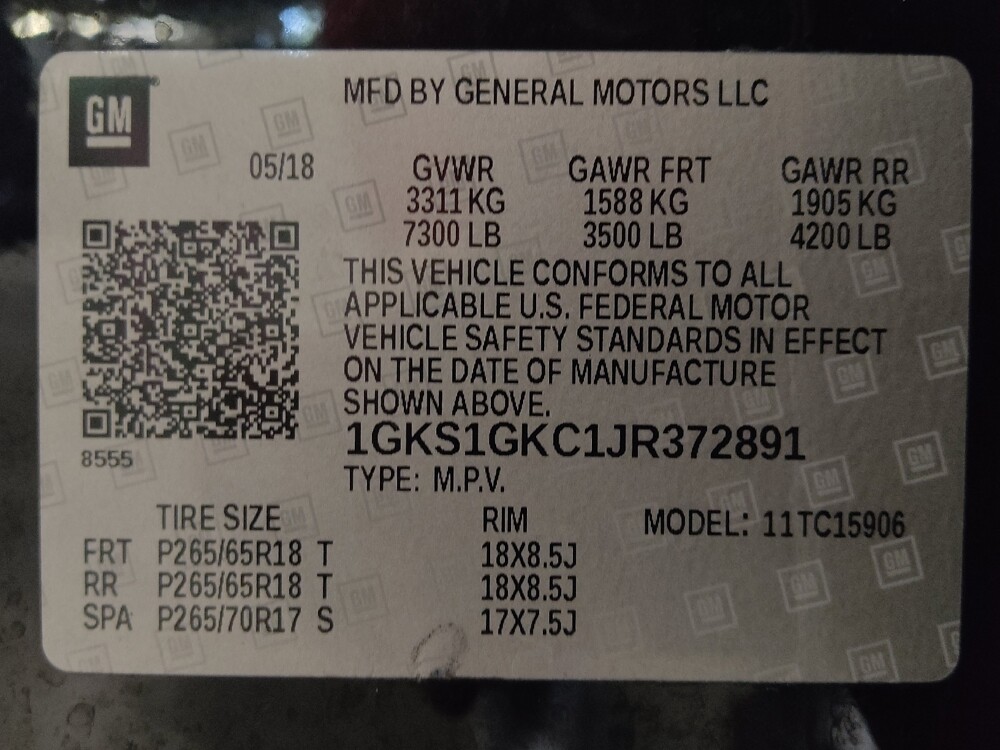 GM
MFD BY GENERAL MOTORS LLC
05/18 GVWR GAWR FRT GAWR RR
3311 KG 1588 KG 1905 KG
7300 LB 3500 LB 4200 LB
THIS VEHICLE CONFORMS TO ALL
APPLICABLE U.S. FEDERAL MOTOR
VEHICLE SAFETY STANDARDS IN EFFECT
ON THE DATE OF MANUFACTURE
SHOWN ABOVE.
1GKS1GKC1JR372891
8555
TYPE: M.P.V.
TIRE SIZE RIM MODEL: 11TC15906
FRT P265/65R18 T 18X8.5J
RR P265/65R18 T 18X8.5J
SPA P265/70R17 S 17X7.5J